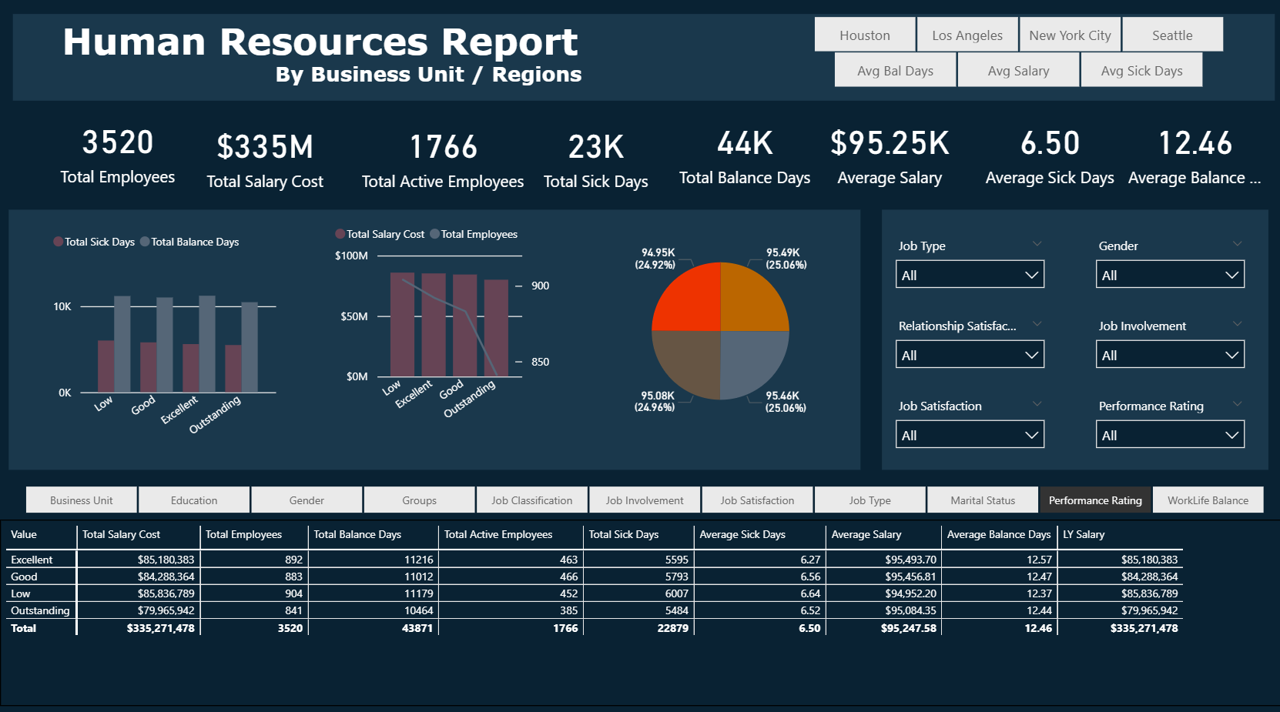 Human Resources Report
By Business Unit / Regions
Houston Los Angeles New York City Seattle
Avg Bal Days Avg Salary Avg Sick Days
3520 $335M 1766 23K 44K $95.25K 6.50 12.46
Total Employees Total Salary Cost Total Active Employees Total Sick Days Total Balance Days Average Salary Average Sick Days Average Balance ...
Total Sick Days Total Balance Days
10K
0K
Low Good Excellent Outstanding
Total Salary Cost Total Employees
$100M
$50M
$0M
900
850
Low Excellent Good Outstanding
94.95K
(24.92%)
95.49K
(25.06%)
95.08K
(24.96%)
95.46K
(25.06%)
Job Type Gender
All All
Relationship Satisfac... Job Involvement
All All
Job Satisfaction Performance Rating
All All
Business Unit Education Gender Groups Job Classification Job Involvement Job Satisfaction Job Type Marital Status Performance Rating WorkLife Balance
Value Total Salary Cost Total Employees Total Balance Days Total Active Employees Total Sick Days Average Sick Days Average Salary Average Balance Days LY Salary
Excellent $85,180,383 892 11216 463 5595 6.27 $95,493.70 12.57 $85,180,383
Good $84,288,364 883 11012 466 5793 6.56 $95,456.81 12.47 $84,288,364
Low $85,836,789 904 11179 452 6007 6.64 $94,952.20 12.37 $85,836,789
Outstanding $79,965,942 841 10464 385 5484 6.52 $95,084.35 12.44 $79,965,942
Total $335,271,478 3520 43871 1766 22879 6.50 $95,247.58 12.46 $335,271,478